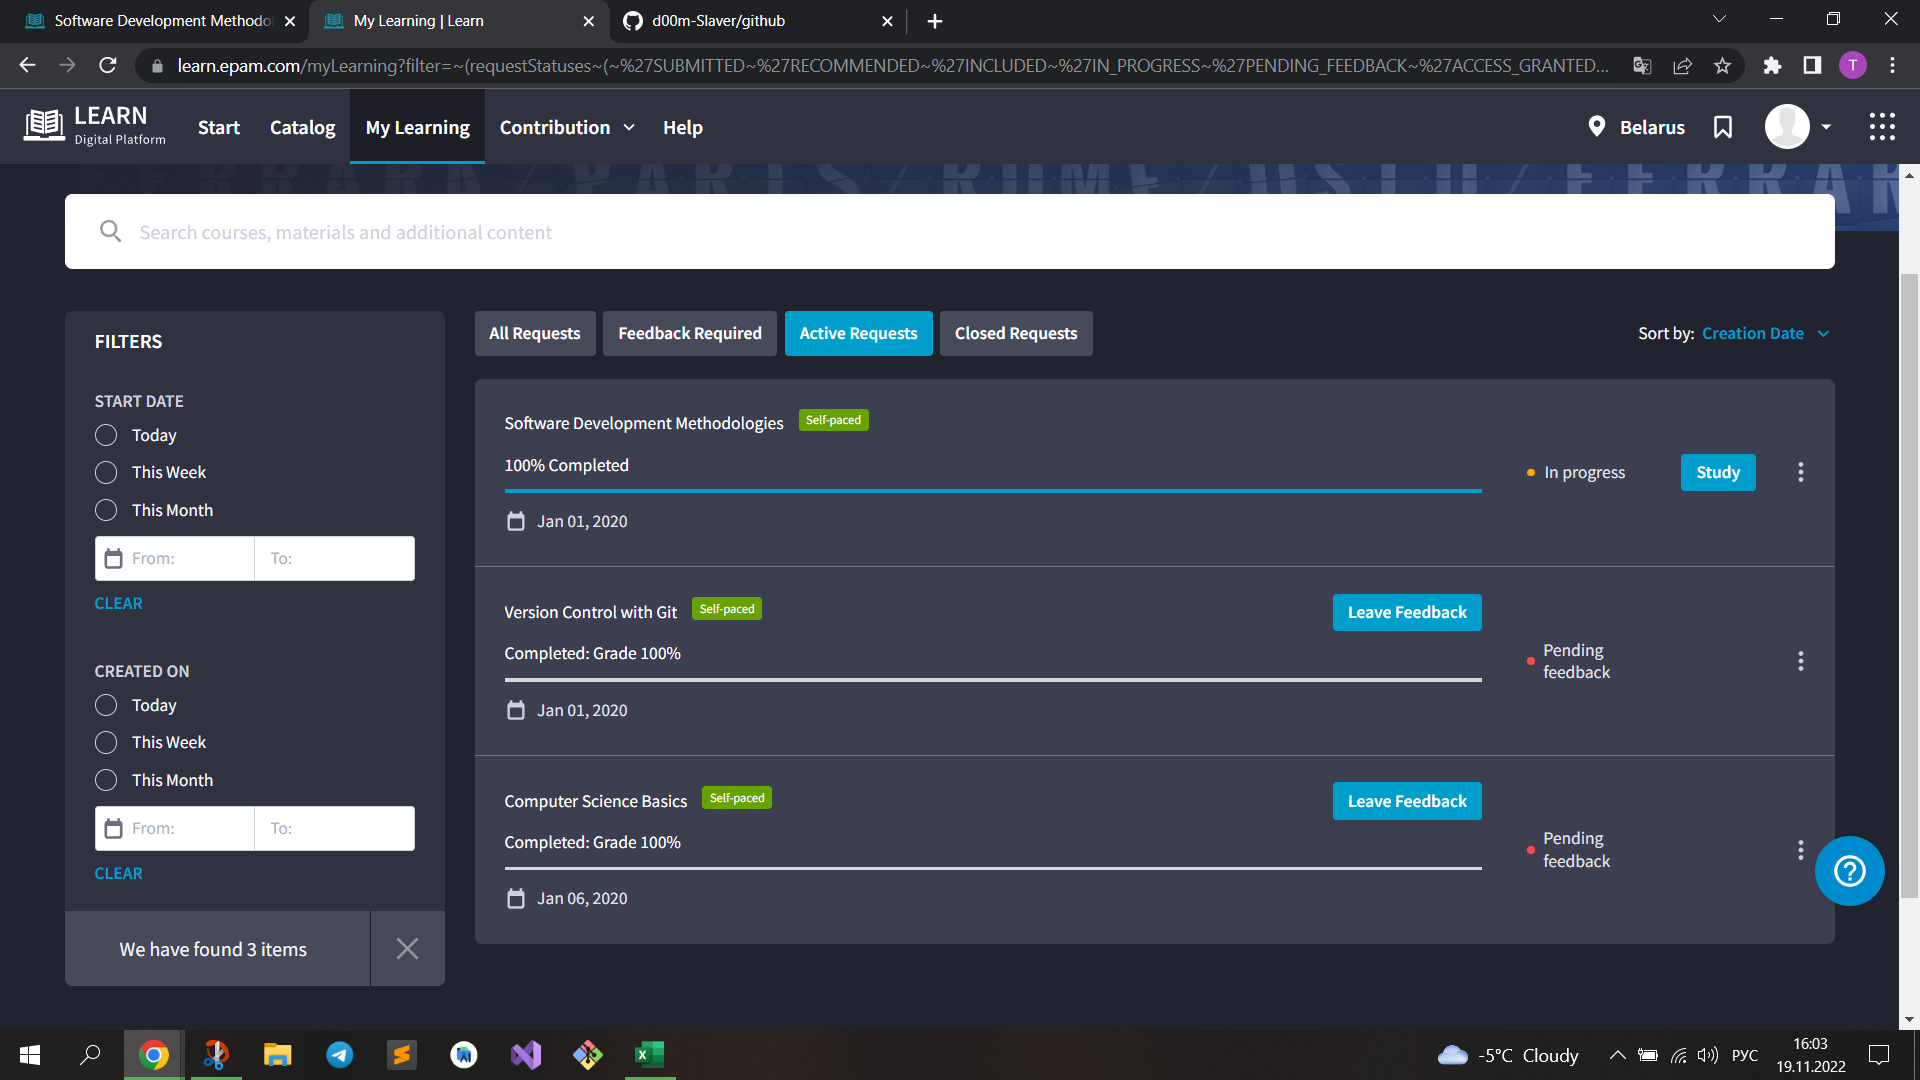 Software Development Methodol
My Learning | Learn
d00m-Slaver/github
learn.epam.com/myLearning?filter=~(requestStatuses~(~%27SUBMITTED~%27RECOMMENDED~%27INCLUDED~%27IN_PROGRESS~%27PENDING_FEEDBACK~%27ACCESS_GRANTED...
T
LEARN
Digital Platform
Start
Catalog
My Learning
Contribution
Help
Belarus
FERRARA / PARIS / ROME / OSLO / FERRAR
Search courses, materials and additional content
FILTERS
START DATE
Today
This Week
This Month
From:
To:
CLEAR
CREATED ON
Today
This Week
This Month
From:
To:
CLEAR
We have found 3 items
All Requests
Feedback Required
Active Requests
Closed Requests
Sort by: Creation Date
Software Development Methodologies
Self-paced
100% Completed
In progress
Study
Jan 01, 2020
Version Control with Git
Self-paced
Leave Feedback
Completed: Grade 100%
Pending
feedback
Jan 01, 2020
Computer Science Basics
Self-paced
Leave Feedback
Completed: Grade 100%
Pending
feedback
Jan 06, 2020
-5°C Cloudy
РУС
16:03
19.11.2022